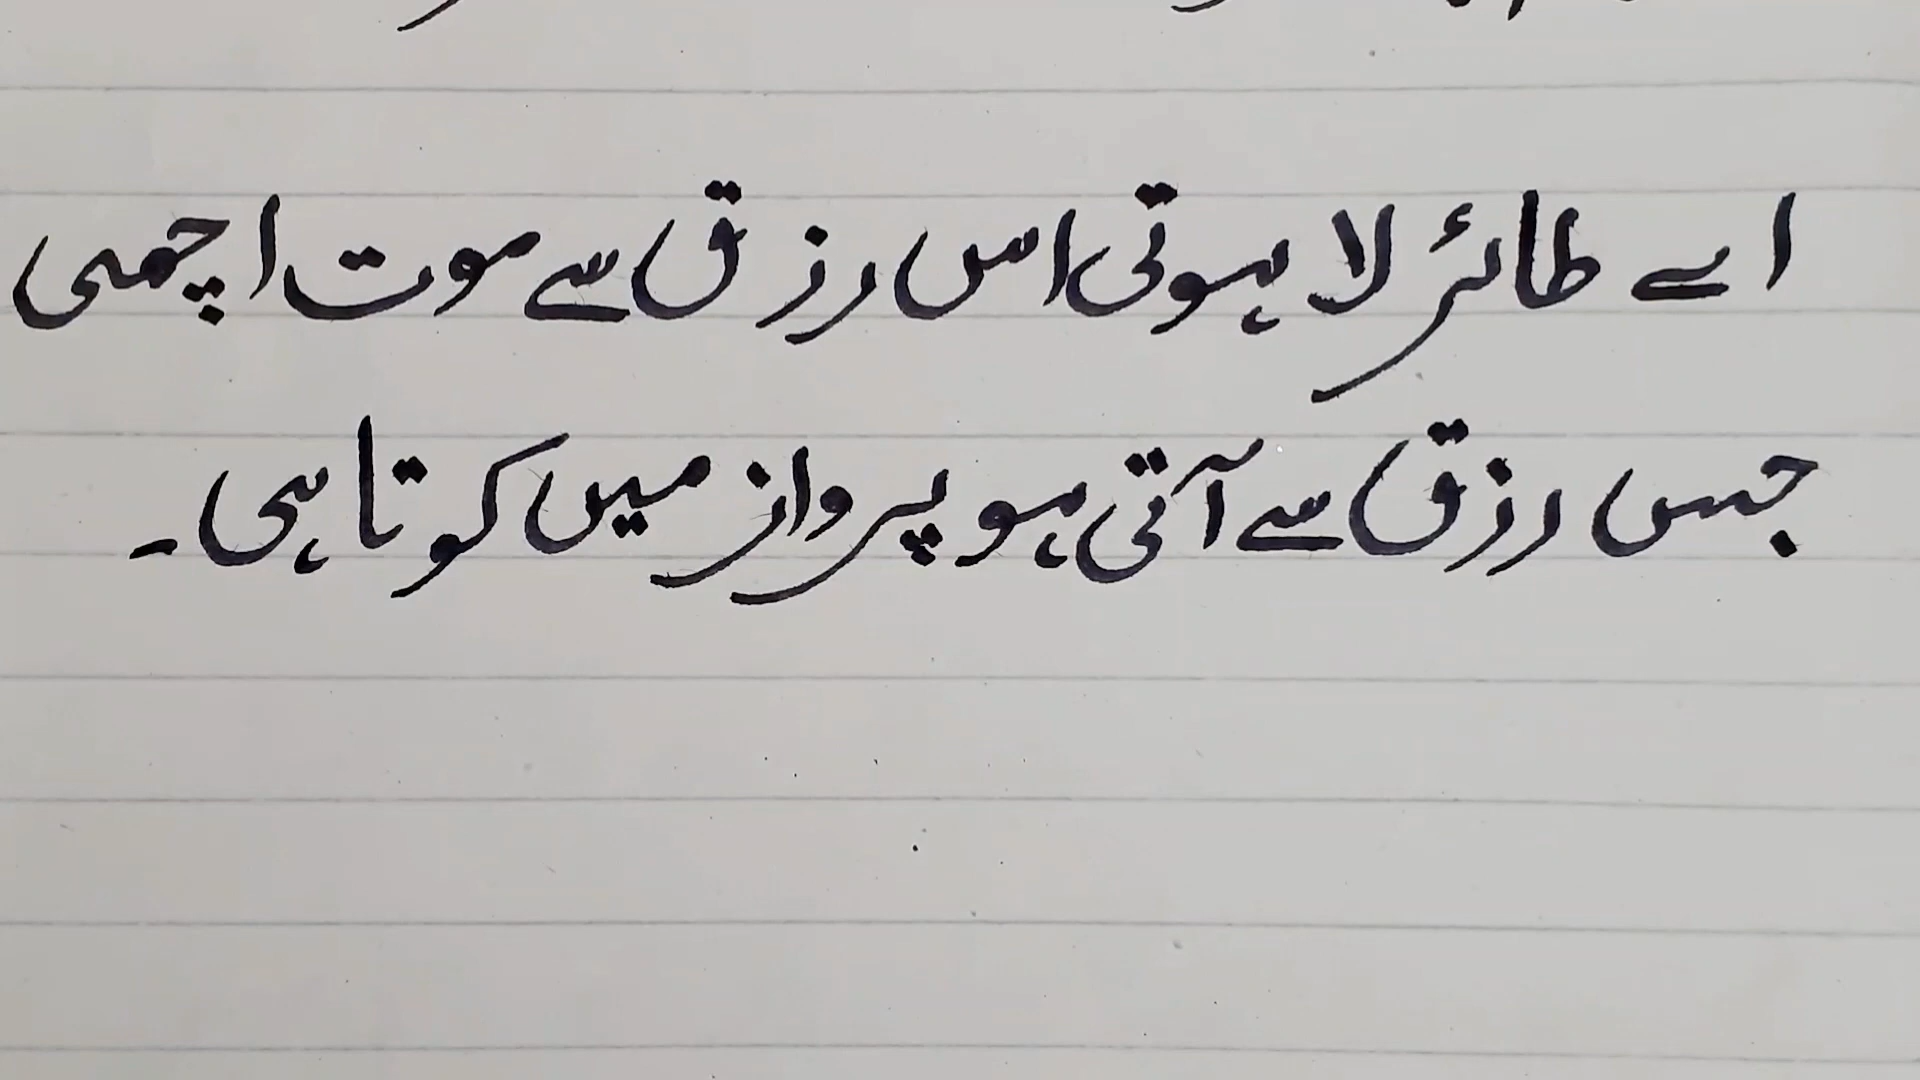 اے طائر لاہوتی اس رزق سے موت اچھی
جس رزق سے آتی ہو پرواز میں کوتاہی۔